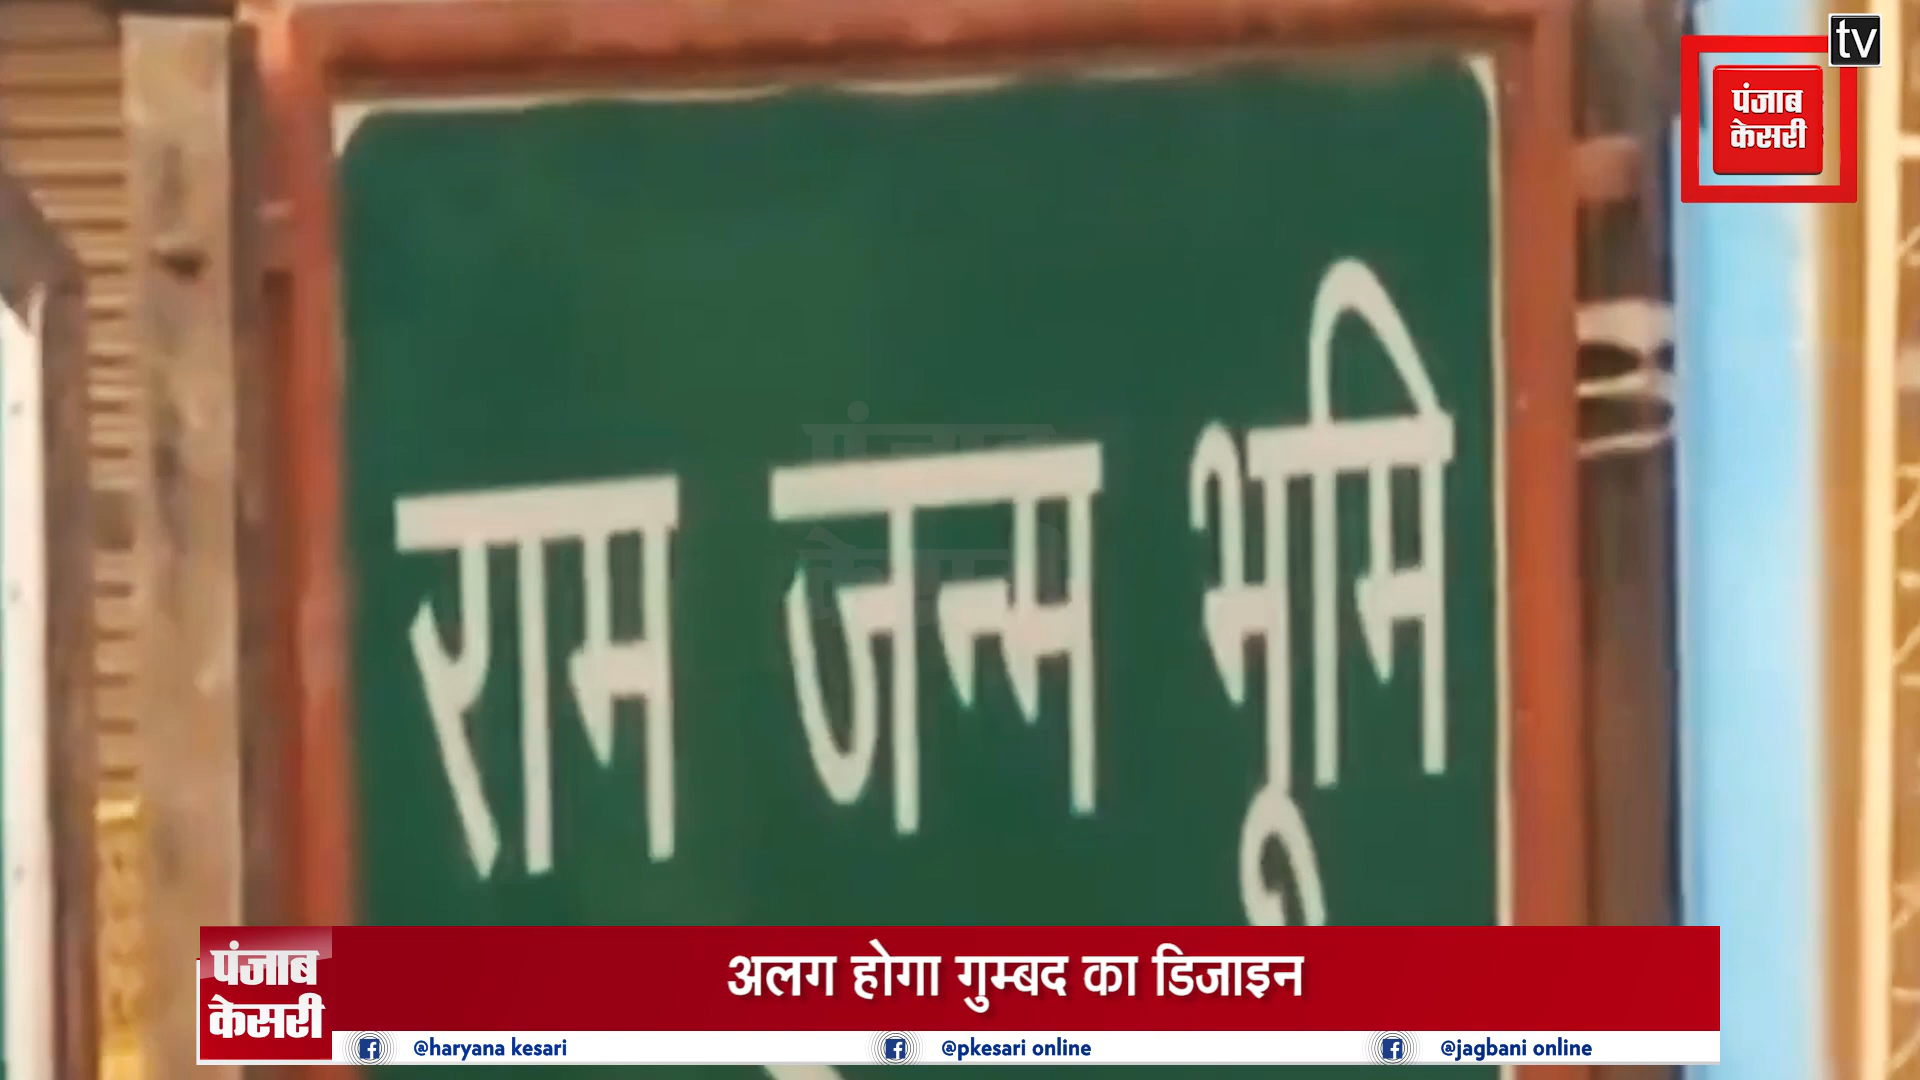 tv
पंजाब
केसरी
राम जन्म भूमि
पंजाब
केसरी
अलग होगा गुम्बद का डिजाइन
@haryana kesari
@pkesari online
@jagbani online